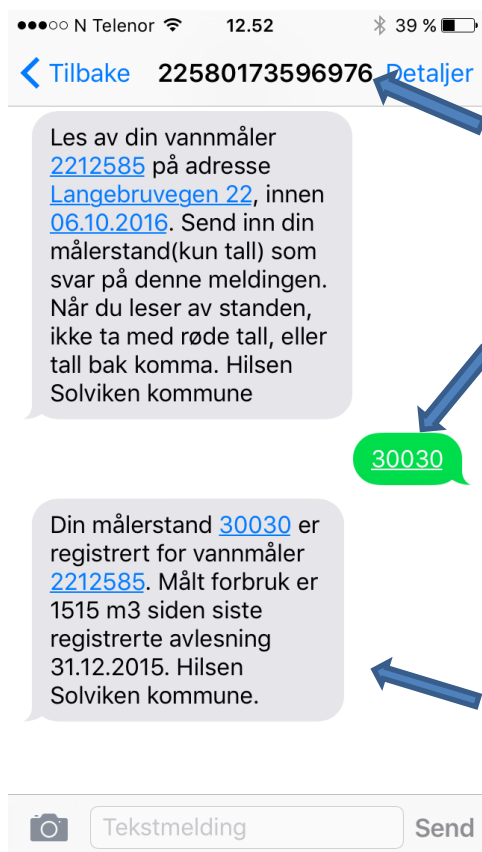 N Telenor 12.52 39 %
Tilbake 22580173596976 Detaljer
Les av din vannmåler
2212585 på adresse
Langebruvegen 22, innen
06.10.2016. Send inn din
målerstand(kun tall) som
svar på denne meldingen.
Når du leser av standen,
ikke ta med røde tall, eller
tall bak komma. Hilsen
Solviken kommune
30030
Din målerstand 30030 er
registrert for vannmåler
2212585. Målt forbruk er
1515 m3 siden siste
registrerte avlesning
31.12.2015. Hilsen
Solviken kommune.
Tekstmelding Send